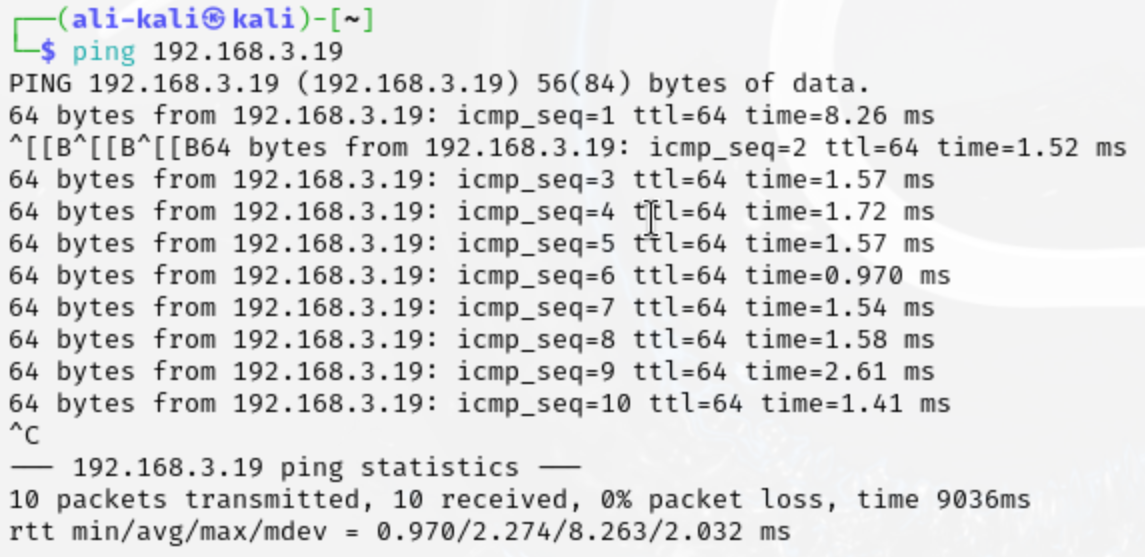 ┌──(ali-kali㉿kali)-[~]
└─$ ping 192.168.3.19
PING 192.168.3.19 (192.168.3.19) 56(84) bytes of data.
64 bytes from 192.168.3.19: icmp_seq=1 ttl=64 time=8.26 ms
^[[B^[[B^[[B64 bytes from 192.168.3.19: icmp_seq=2 ttl=64 time=1.52 ms
64 bytes from 192.168.3.19: icmp_seq=3 ttl=64 time=1.57 ms
64 bytes from 192.168.3.19: icmp_seq=4 ttl=64 time=1.72 ms
64 bytes from 192.168.3.19: icmp_seq=5 ttl=64 time=1.57 ms
64 bytes from 192.168.3.19: icmp_seq=6 ttl=64 time=0.970 ms
64 bytes from 192.168.3.19: icmp_seq=7 ttl=64 time=1.54 ms
64 bytes from 192.168.3.19: icmp_seq=8 ttl=64 time=1.58 ms
64 bytes from 192.168.3.19: icmp_seq=9 ttl=64 time=2.61 ms
64 bytes from 192.168.3.19: icmp_seq=10 ttl=64 time=1.41 ms
^C
--- 192.168.3.19 ping statistics ---
10 packets transmitted, 10 received, 0% packet loss, time 9036ms
rtt min/avg/max/mdev = 0.970/2.274/8.263/2.032 ms